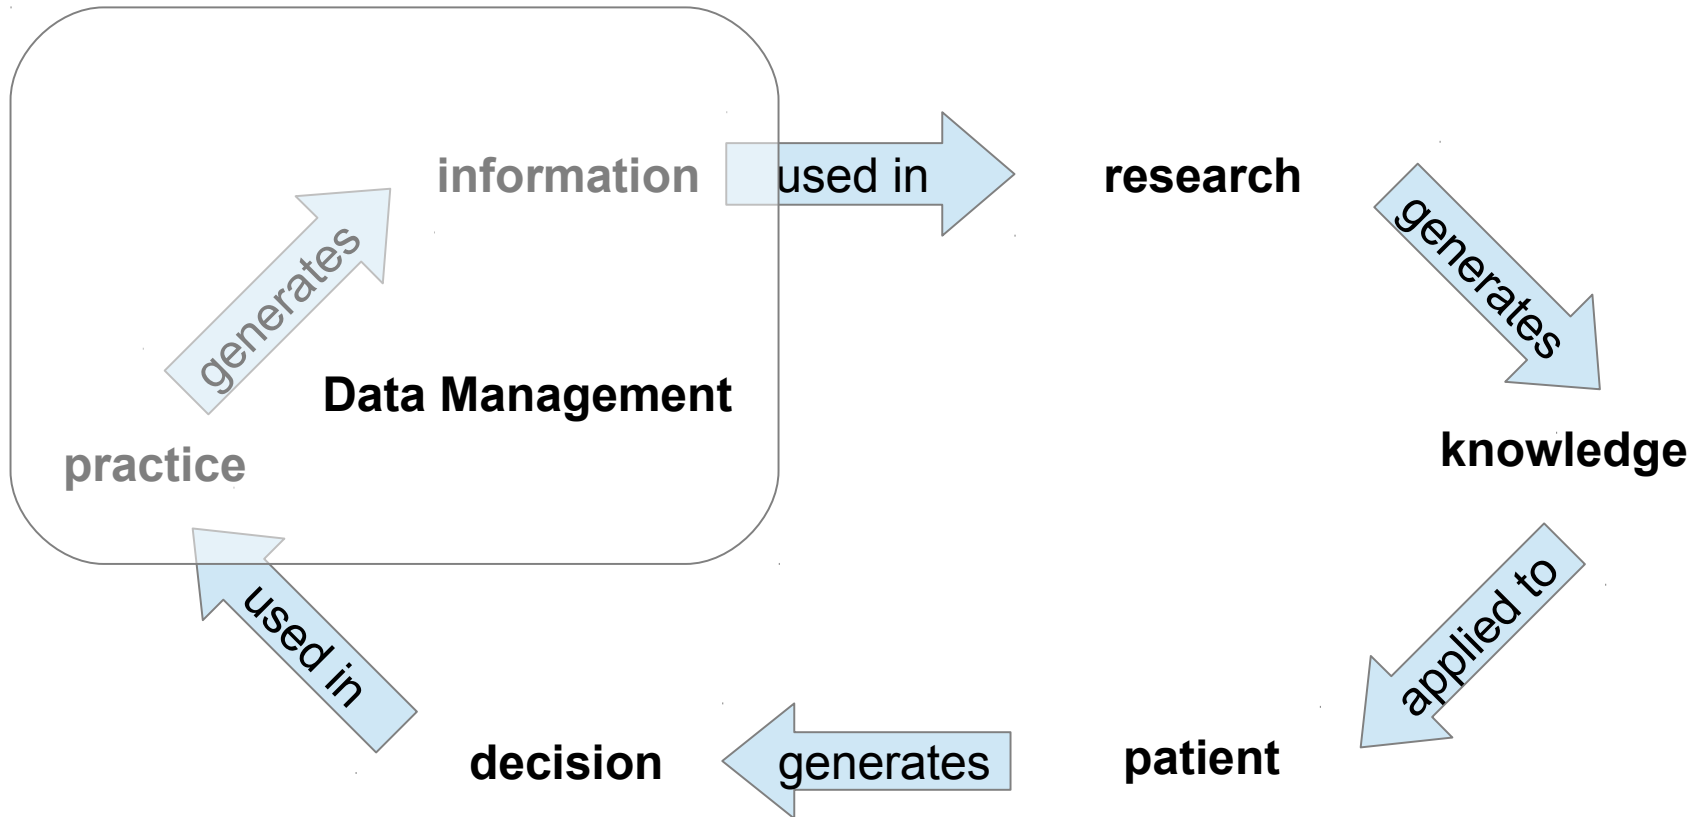 information
used in
research
generates
generates
Data Management
practice
knowledge
used in
applied to
decision
generates
patient